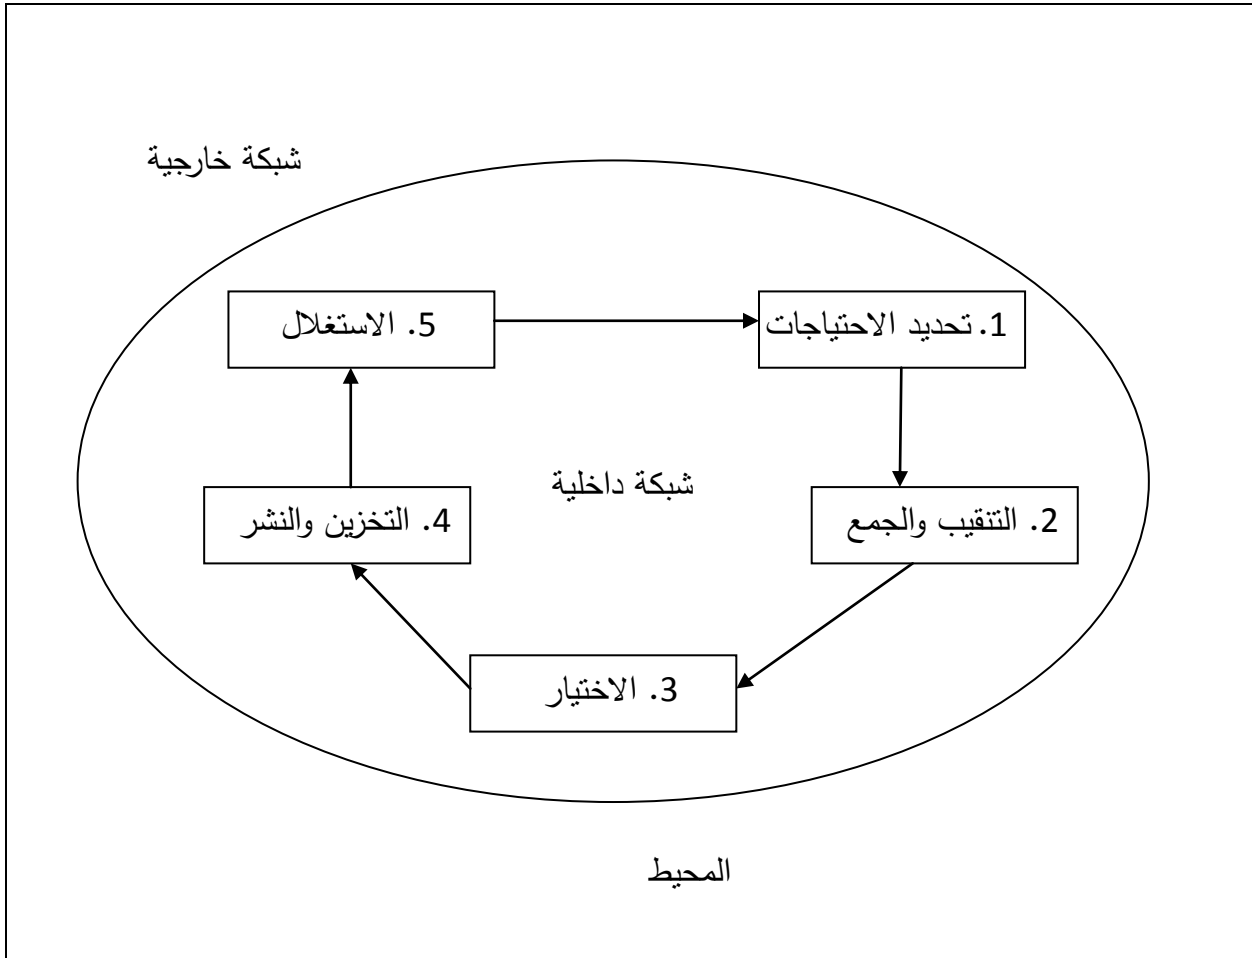 شبكة خارجية
1. تحديد الاحتياجات
5. الاستغلال
شبكة داخلية
2. التنقيب والجمع
4. التخزين والنشر
3. الاختيار
المحيط